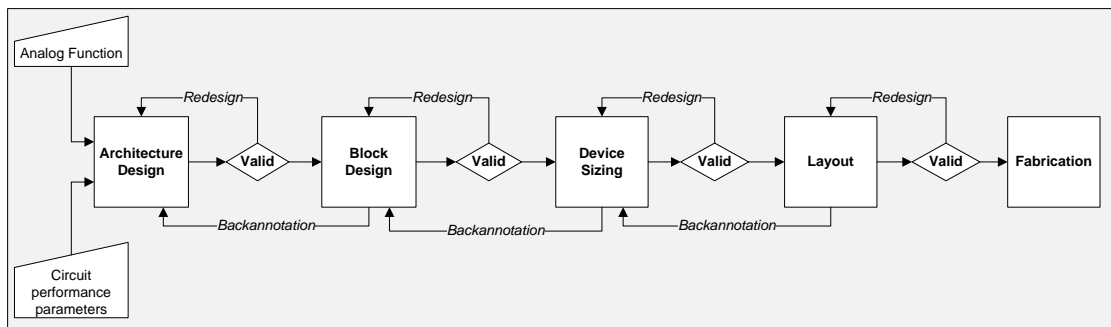 Analog Function
Redesign
Redesign
Redesign
Redesign
Architecture
Design
Valid
Block
Design
Valid
Device
Sizing
Valid
Layout
Valid
Fabrication
Backannotation
Backannotation
Backannotation
Circuit
performance
parameters